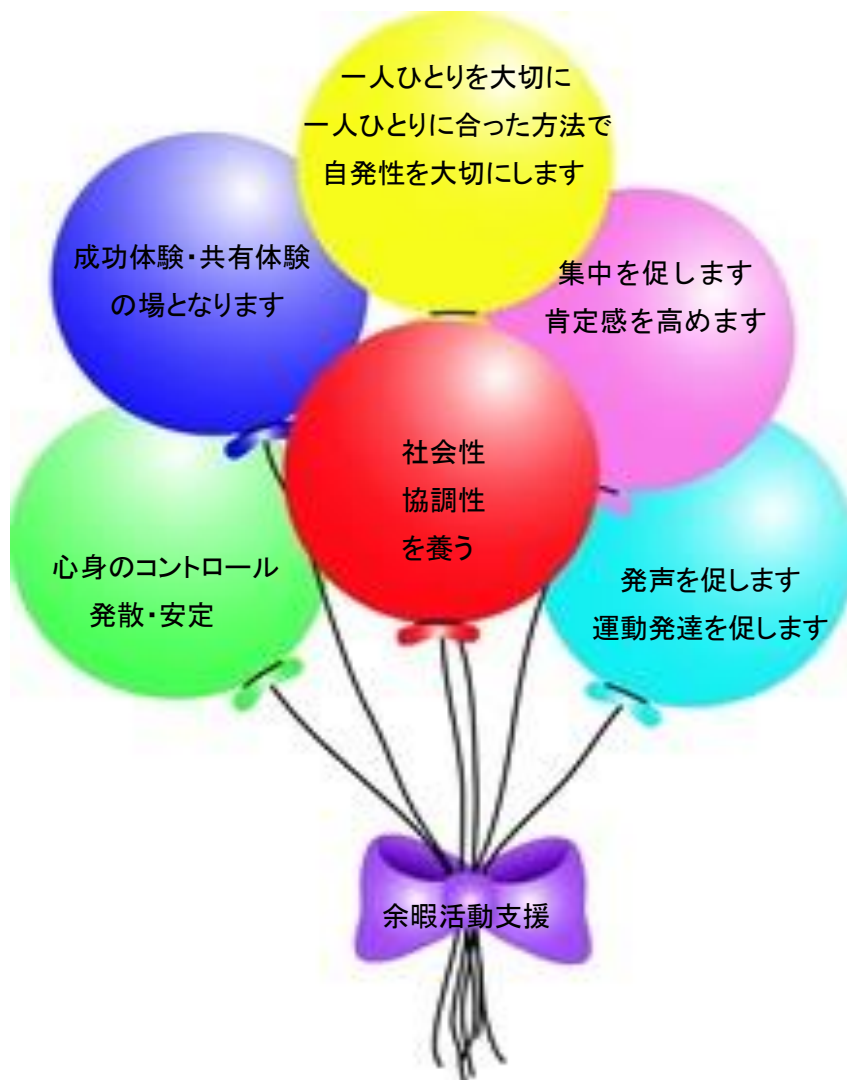 一人ひとりを大切に
一人ひとりに合った方法で
自発性を大切にします
成功体験・共有体験
の場となります
集中を促します
肯定感を高めます
社会性
協調性
を養う
心身のコントロール
発散・安定
発声を促します
運動発達を促します
余暇活動支援